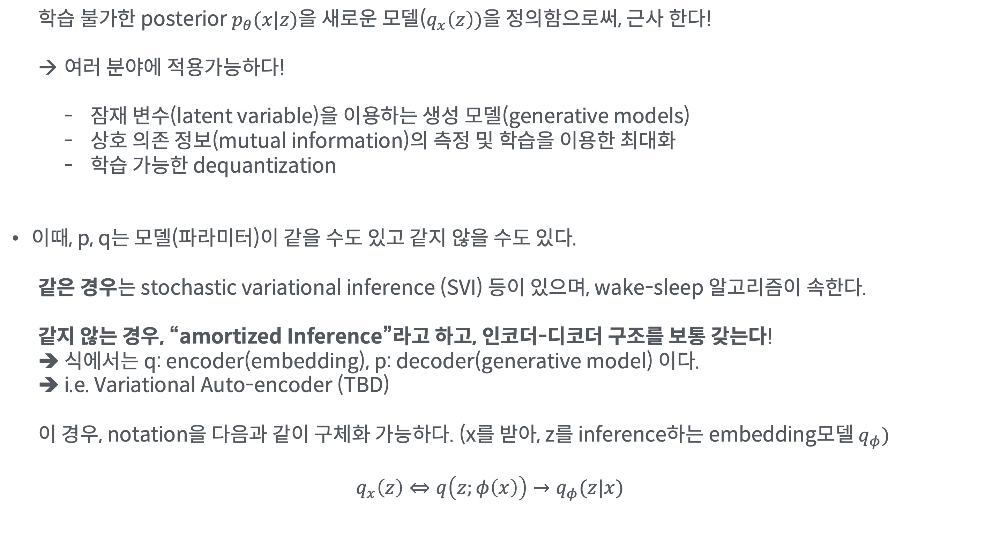 학습 불가한 posterior p_θ(x|z)을 새로운 모델(q_x(z))을 정의함으로써, 근사 한다!
→ 여러 분야에 적용가능하다!
- 잠재 변수(latent variable)을 이용하는 생성 모델(generative models)
- 상호 의존 정보(mutual information)의 측정 및 학습을 이용한 최대화
- 학습 가능한 dequantization
• 이때, p, q는 모델(파라미터)이 같을 수도 있고 같지 않을 수도 있다.
같은 경우는 stochastic variational inference (SVI) 등이 있으며, wake-sleep 알고리즘이 속한다.
같지 않는 경우, “amortized Inference”라고 하고, 인코더-디코더 구조를 보통 갖는다!
➔ 식에서는 q: encoder(embedding), p: decoder(generative model) 이다.
➔ i.e. Variational Auto-encoder (TBD)
이 경우, notation을 다음과 같이 구체화 가능하다. (x를 받아, z를 inference하는 embedding모델 q_ϕ)
q_x(z) ⇔ q(z; ϕ(x)) → q_ϕ(z|x)